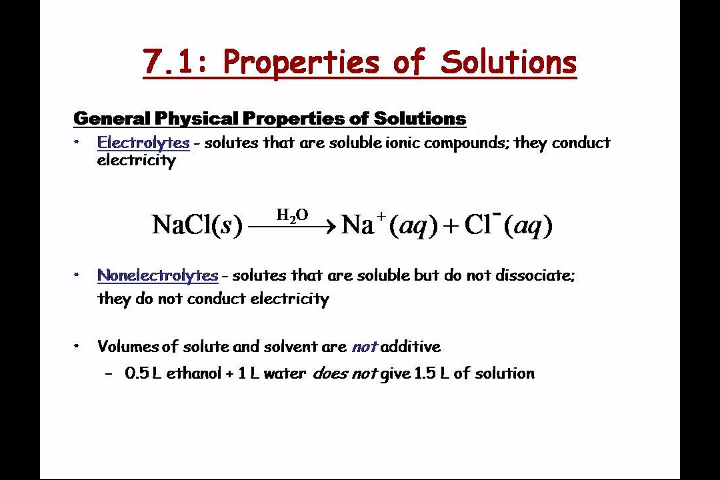 7.1: Properties of Solutions
General Physical Properties of Solutions
• Electrolytes - solutes that are soluble ionic compounds; they conduct
electricity
NaCl(s) —H₂O→ Na⁺(aq) + Cl⁻(aq)
• Nonelectrolytes - solutes that are soluble but do not dissociate;
they do not conduct electricity
• Volumes of solute and solvent are not additive
– 0.5 L ethanol + 1 L water does not give 1.5 L of solution